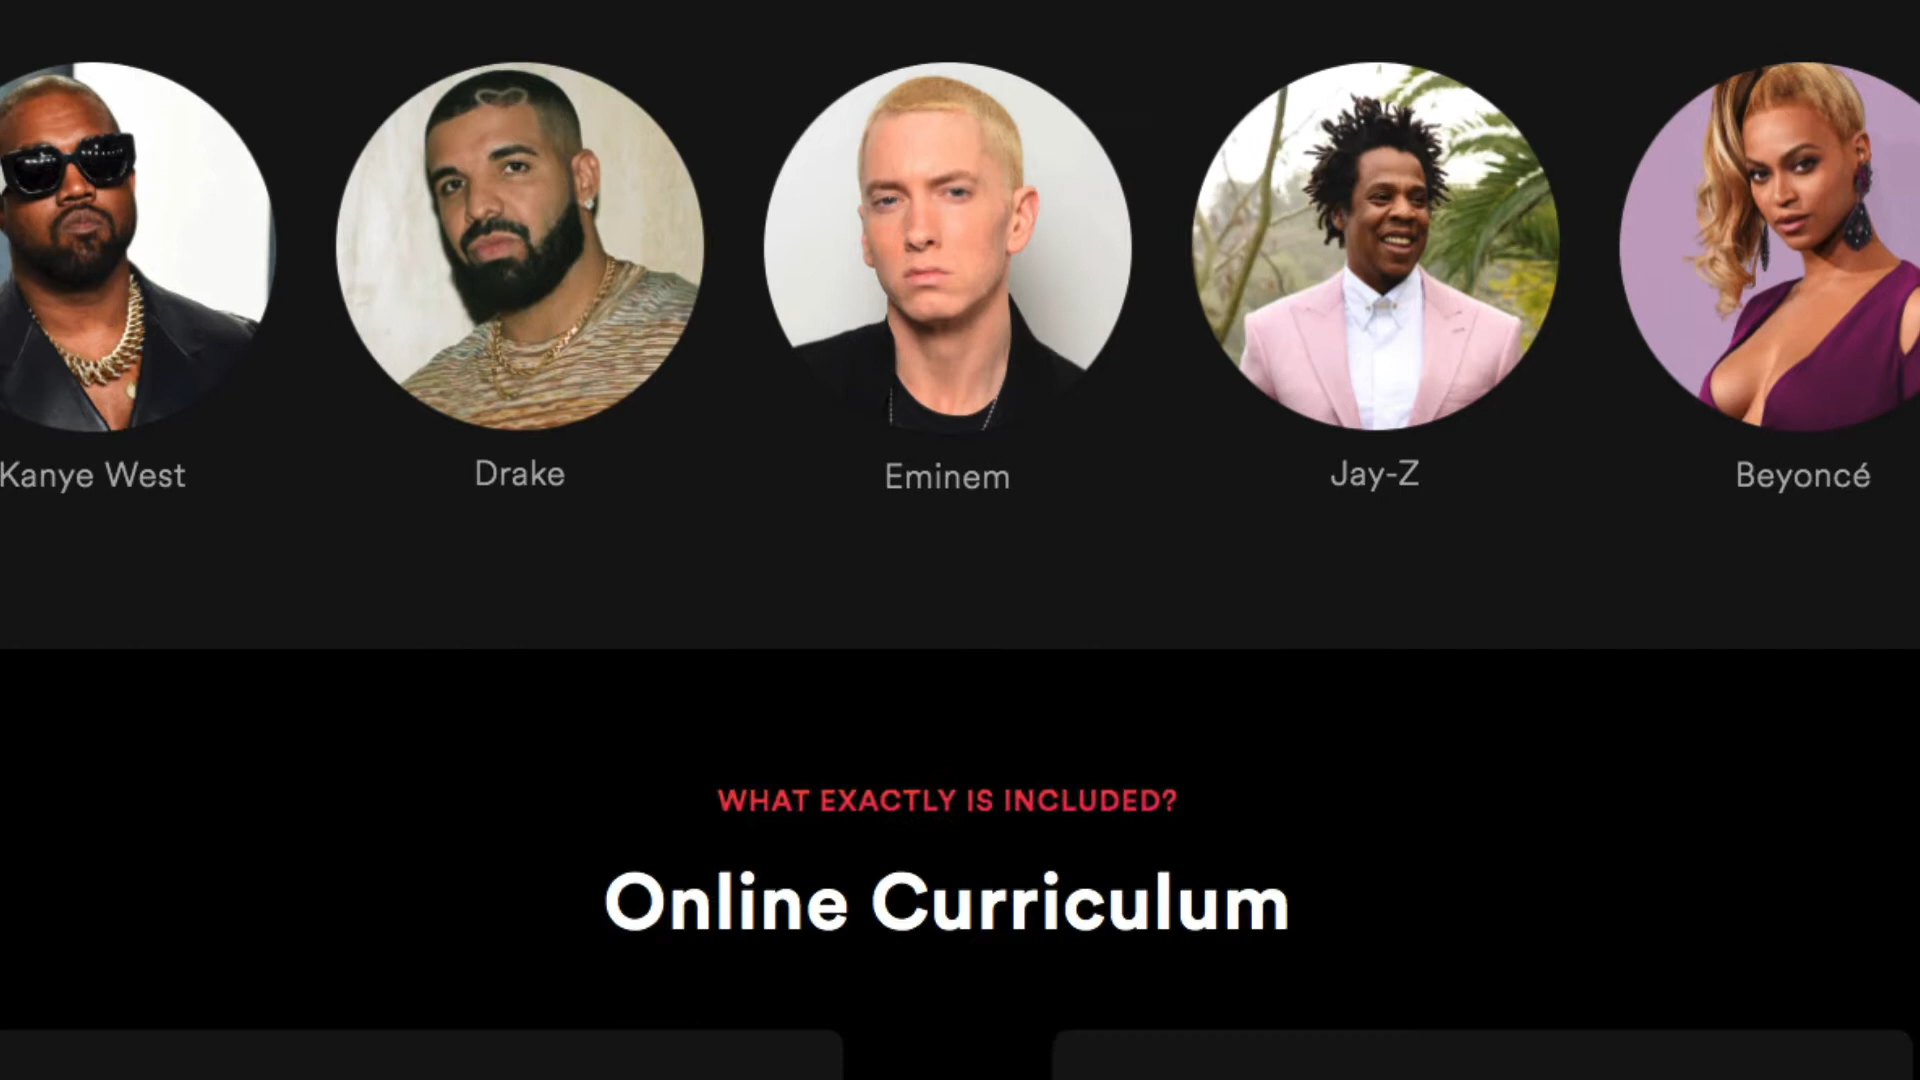 Kanye West
Drake
Eminem
Jay-Z
Beyoncé
WHAT EXACTLY IS INCLUDED?
Online Curriculum